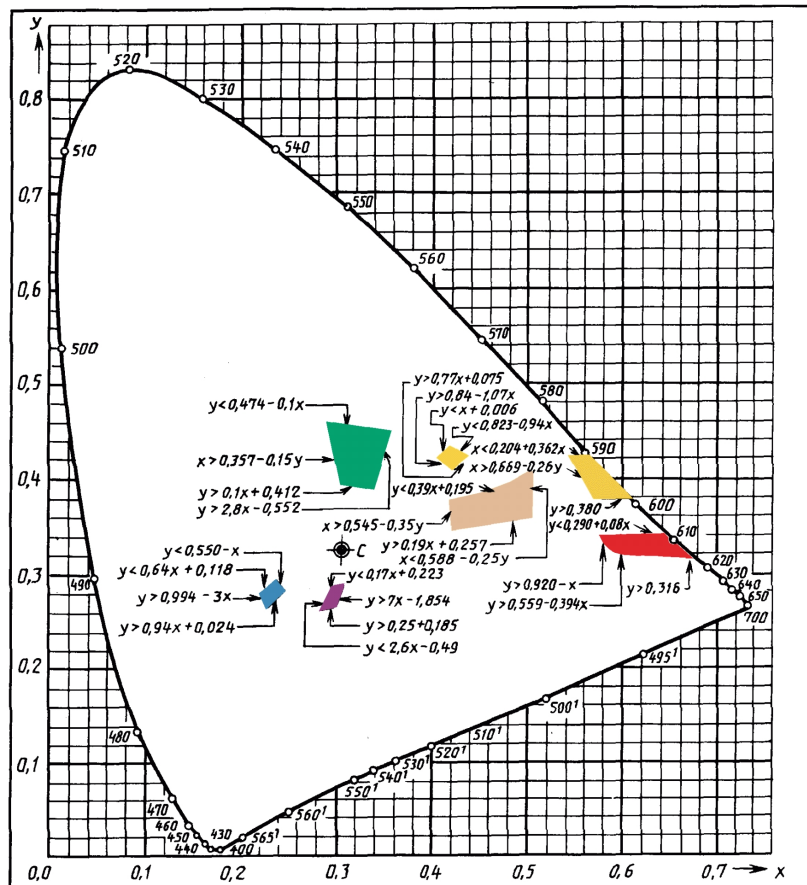 y
520
530
0,8
540
510
0,7
550
560
0,6
570
500
0,5
580
y>0,77x+0,075
y>0,84-1,07x
y<0,474-0,1x
y<x+0,006
y<0,823-0,94x
590
x<0,204+0,362x
x>0,357-0,15y
x>0,669-0,26y
0,4
y>0,1x+0,412
y<0,39x+0,195
y>0,380
600
y>2,8x-0,552
y<0,290+0,08x
610
x>0,545-0,35y
y>0,19x+0,257
C
x<0,588-0,25y
y<0,550-x
620
490
0,3
y<0,64x+0,118
y<0,17x+0,223
630
y>0,920-x
y>0,316
640
y>0,994-3x
y>7x-1,854
650
y>0,559-0,394x
700
y>0,94x+0,024
y>0,25+0,185
y<2,6x-0,49
495¹
0,2
500¹
480
510¹
520¹
0,1
530¹
540¹
550¹
470
560¹
460
450
430
565¹
440
400
0,0
0,1
0,2
0,3
0,4
0,5
0,6
0,7
x